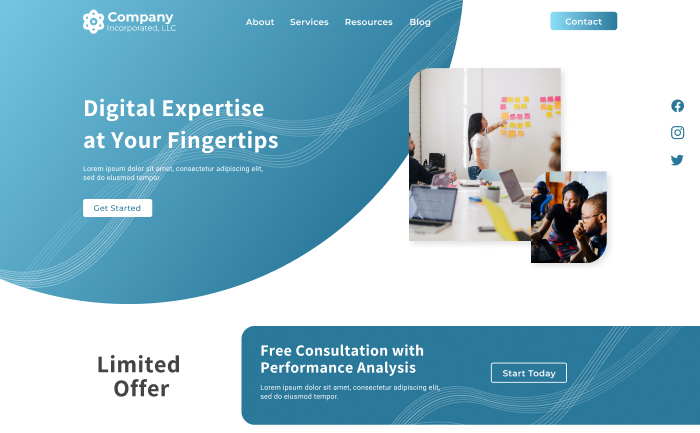 Company
Incorporated, LLC
About Services Resources Blog
Contact
Digital Expertise
at Your Fingertips
Lorem ipsum dolor sit amet, consectetur adipiscing elit,
sed do eiusmod tempor.
Get Started
Limited
Offer
Free Consultation with
Performance Analysis
Lorem ipsum dolor sit amet, consectetur adipiscing elit,
sed do eiusmod tempor.
Start Today